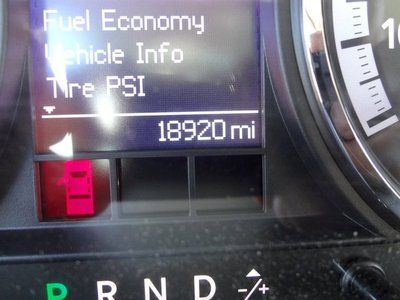 Fuel Economy
Vehicle Info
Tire PSI
18920 mi
P R N D -/+